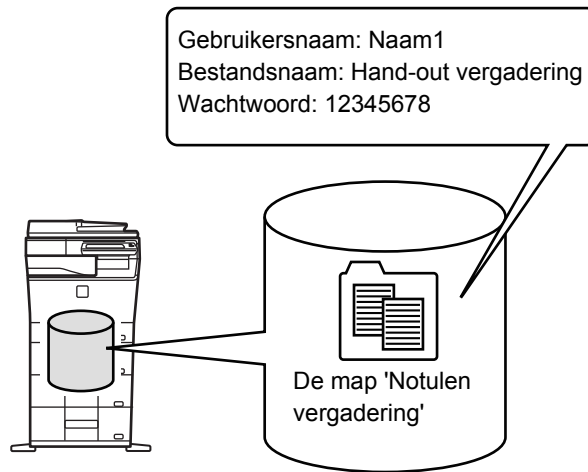 Gebruikersnaam: Naam1
Bestandsnaam: Hand-out vergadering
Wachtwoord: 12345678
De map 'Notulen
vergadering'